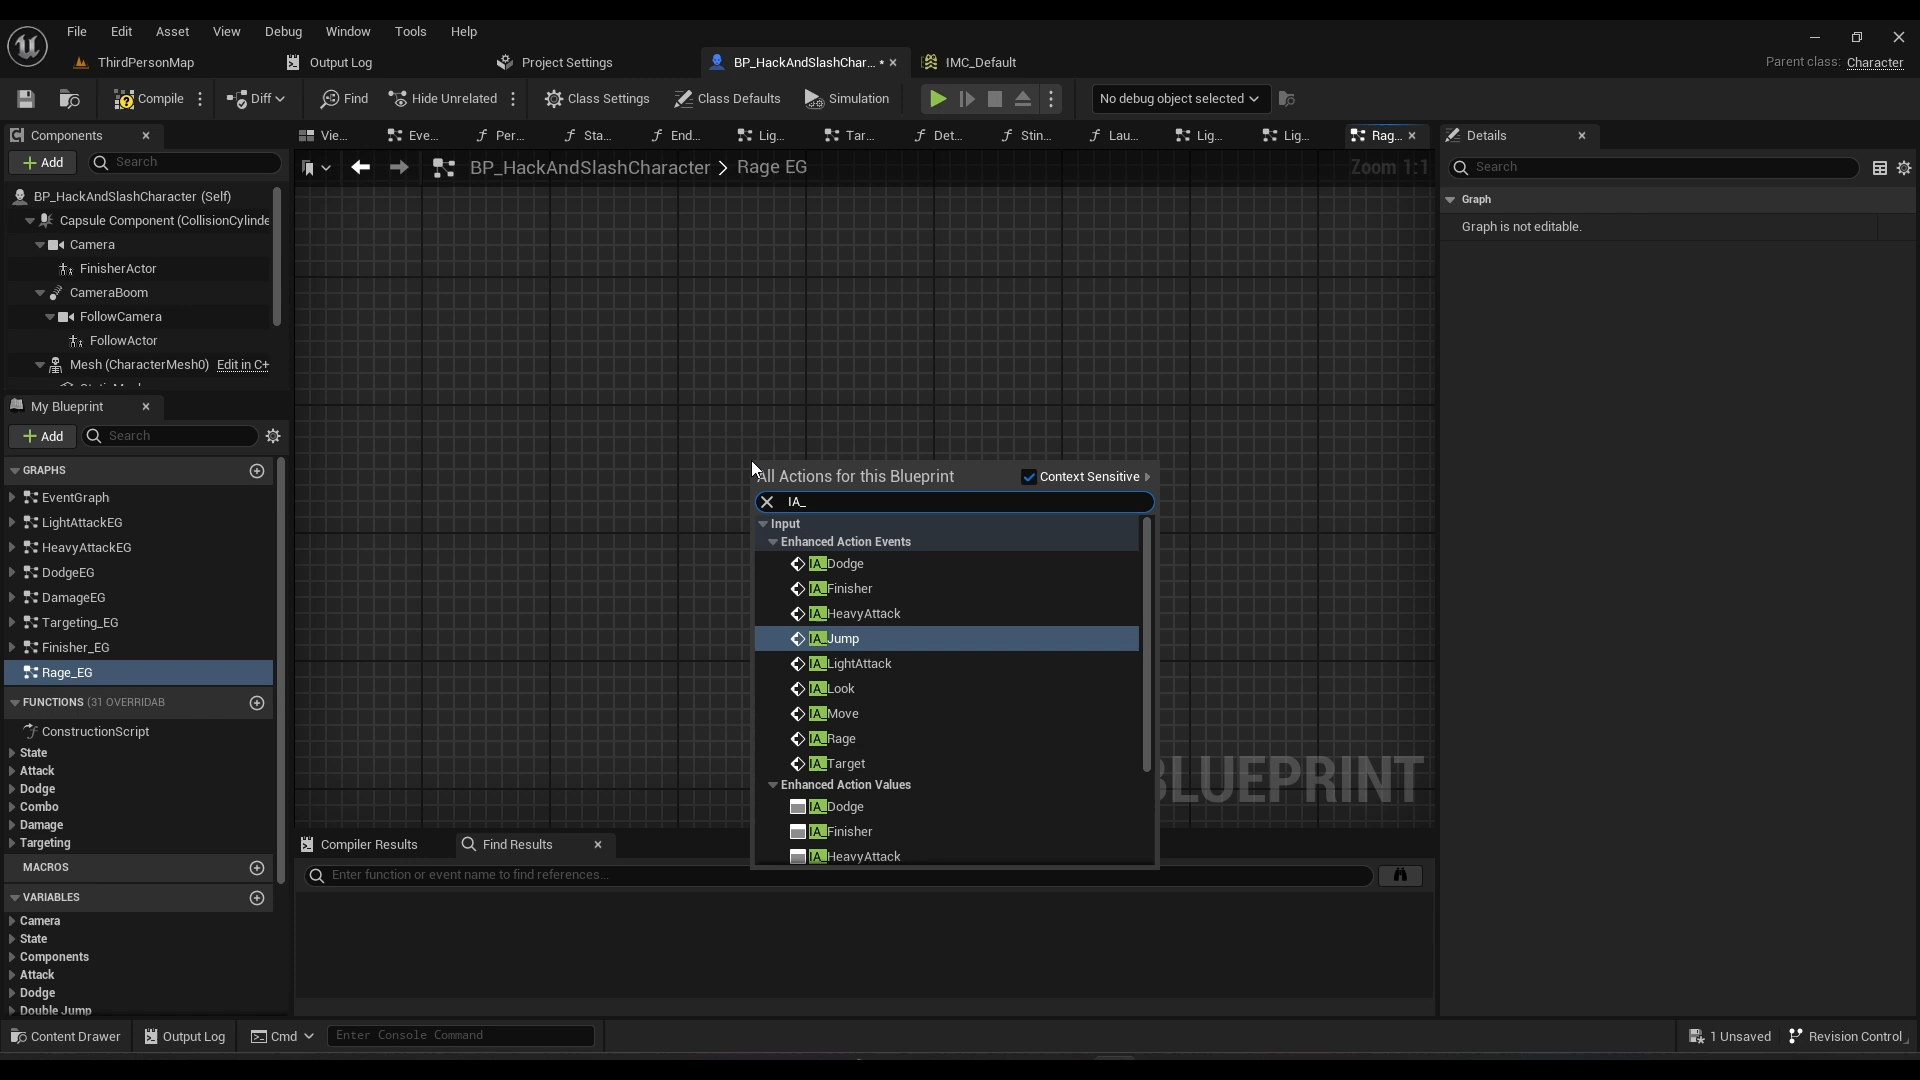 File Edit Asset View Debug Window Tools Help
ThirdPersonMap Output Log Project Settings BP_HackAndSlashChar... • IMC_Default
Parent class: Character
Compile Diff Find Hide Unrelated Class Settings Class Defaults Simulation No debug object selected
Components
Add Search
BP_HackAndSlashCharacter (Self)
Capsule Component (CollisionCylinde
Camera
FinisherActor
CameraBoom
FollowCamera
FollowActor
Mesh (CharacterMesh0) Edit in C+
My Blueprint
Add Search
GRAPHS
EventGraph
LightAttackEG
HeavyAttackEG
DodgeEG
DamageEG
Targeting_EG
Finisher_EG
Rage_EG
FUNCTIONS (31 OVERRIDAB
ConstructionScript
State
Attack
Dodge
Combo
Damage
Targeting
MACROS
VARIABLES
Camera
State
Components
Attack
Dodge
Double Jump
Vie... Eve... Per... Sta... End... Lig... Tar... Det... Stin... Lau... Lig... Lig... Rag...
BP_HackAndSlashCharacter > Rage EG
Zoom 1:1
All Actions for this Blueprint Context Sensitive
IA_
Input
Enhanced Action Events
IA_Dodge
IA_Finisher
IA_HeavyAttack
IA_Jump
IA_LightAttack
IA_Look
IA_Move
IA_Rage
IA_Target
Enhanced Action Values
IA_Dodge
IA_Finisher
IA_HeavyAttack
BLUEPRINT
Compiler Results Find Results
Enter function or event name to find references...
Details
Search
Graph
Graph is not editable.
Content Drawer Output Log Cmd Enter Console Command 1 Unsaved Revision Control